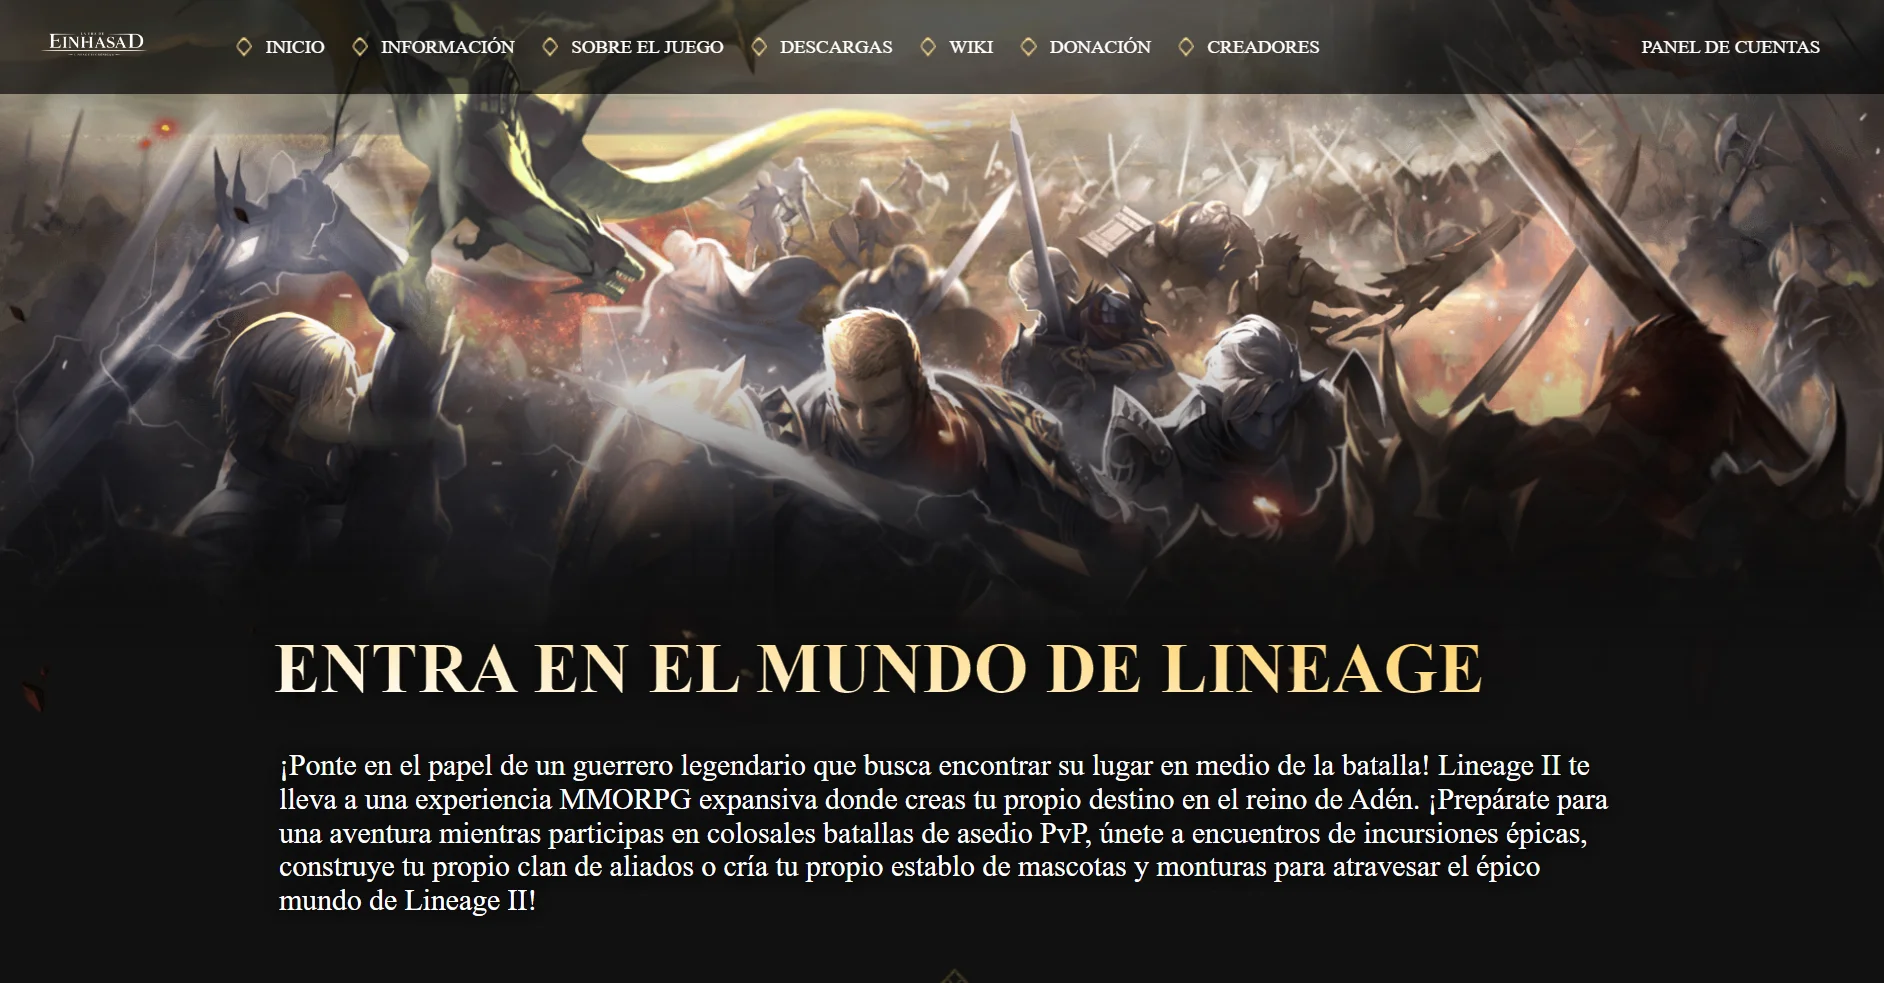 EINHASAD
INICIO
INFORMACIÓN
SOBRE EL JUEGO
DESCARGAS
WIKI
DONACIÓN
CREADORES
PANEL DE CUENTAS
ENTRA EN EL MUNDO DE LINEAGE
¡Ponte en el papel de un guerrero legendario que busca encontrar su lugar en medio de la batalla! Lineage II te
lleva a una experiencia MMORPG expansiva donde creas tu propio destino en el reino de Adén. ¡Prepárate para
una aventura mientras participas en colosales batallas de asedio PvP, únete a encuentros de incursiones épicas,
construye tu propio clan de aliados o cría tu propio establo de mascotas y monturas para atravesar el épico
mundo de Lineage II!